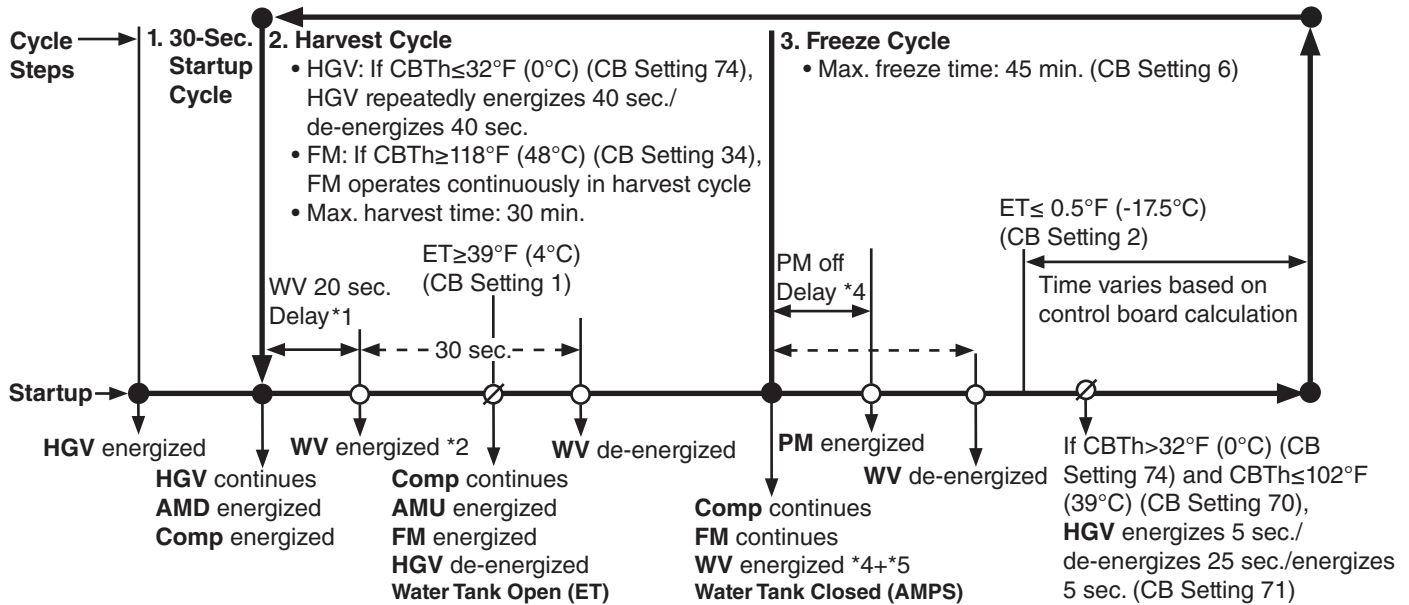 Cycle
Steps
1. 30-Sec.
Startup
Cycle
2. Harvest Cycle
• HGV: If CBTh≤32°F (0°C) (CB Setting 74),
HGV repeatedly energizes 40 sec./
de-energizes 40 sec.
• FM: If CBTh≥118°F (48°C) (CB Setting 34),
FM operates continuously in harvest cycle
• Max. harvest time: 30 min.
3. Freeze Cycle
• Max. freeze time: 45 min. (CB Setting 6)
WV 20 sec.
Delay*1
ET≥39°F (4°C)
(CB Setting 1)
30 sec.
PM off
Delay *4
ET≤ 0.5°F (-17.5°C)
(CB Setting 2)
Time varies based on
control board calculation
Startup
HGV energized
HGV continues
AMD energized
Comp energized
WV energized *2
Comp continues
AMU energized
FM energized
HGV de-energized
Water Tank Open (ET)
WV de-energized
Comp continues
FM continues
WV energized *4+*5
Water Tank Closed (AMPS)
PM energized
WV de-energized
If CBTh>32°F (0°C) (CB
Setting 74) and CBTh≤102°F
(39°C) (CB Setting 70),
HGV energizes 5 sec./
de-energizes 25 sec./energizes
5 sec. (CB Setting 71)